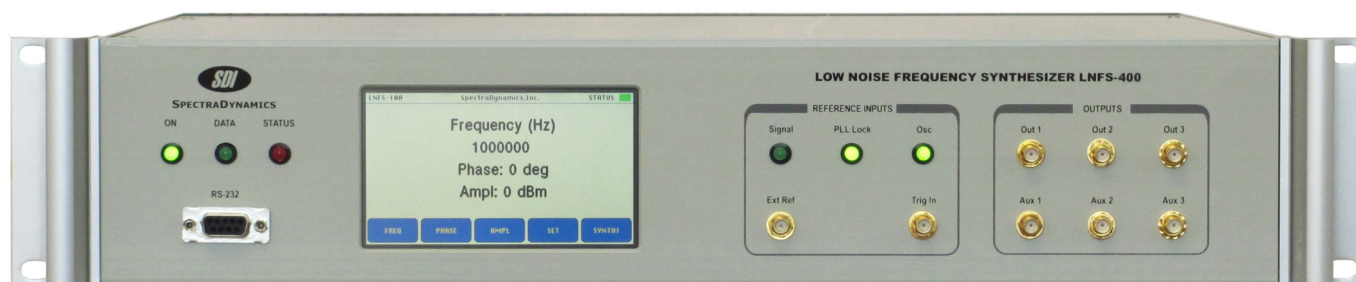 SDI
SPECTRADYNAMICS
ON DATA STATUS
RS-232
LNFS-100 SpectraDynamics,Inc. STATUS
Frequency (Hz)
1000000
Phase: 0 deg
Ampl: 0 dBm
FREQ PHASE AMPL SET SYNTH1
LOW NOISE FREQUENCY SYNTHESIZER LNFS-400
REFERENCE INPUTS
Signal PLL Lock Osc
Ext Ref Trig In
OUTPUTS
Out 1 Out 2 Out 3
Aux 1 Aux 2 Aux 3